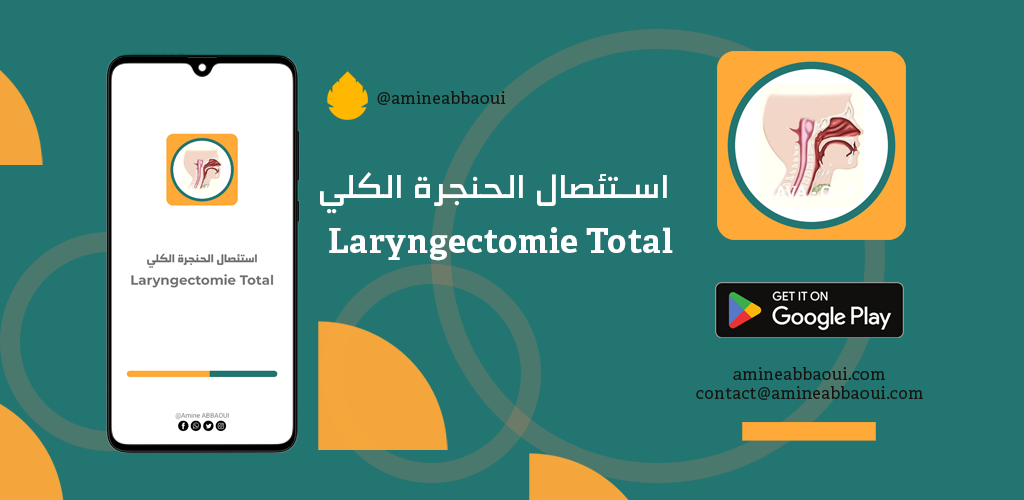 استئصال الحنجرة الكلي
Laryngectomie Total
@Amine ABBAOUI
@amineabbaoui
اســتئصال الحنجرة الكلي
Laryngectomie Total
GET IT ON
Google Play
amineabbaoui.com
contact@amineabbaoui.com